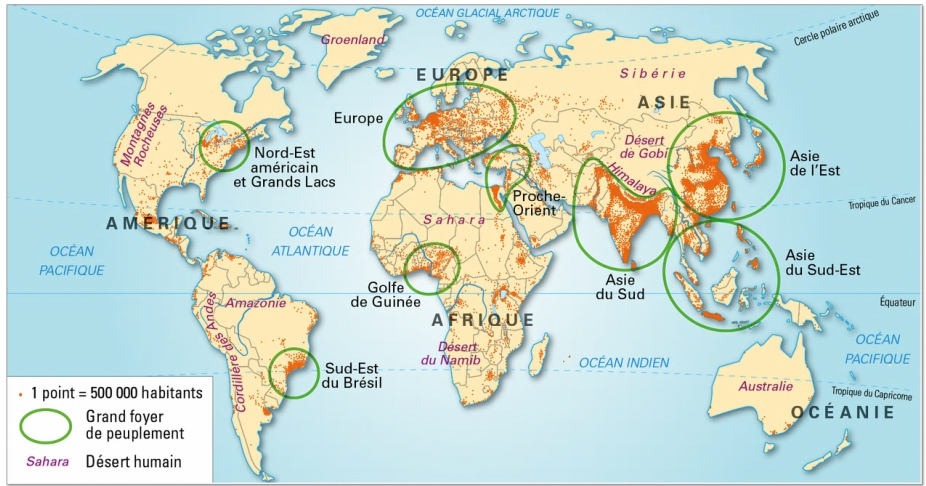 OCÉAN GLACIAL ARCTIQUE
Cercle polaire arctique
Groenland
EUROPE
Sibérie
ASIE
Europe
Montagnes
Rocheuses
Nord-Est
américain
et Grands Lacs
Désert
de Gobi
Himalaya
Asie
de l'Est
Proche-
Orient
Tropique du Cancer
AMÉRIQUE
Sahara
OCÉAN
ATLANTIQUE
OCÉAN
PACIFIQUE
Asie
du Sud-Est
Asie
du Sud
Golfe
de Guinée
Amazonie
Équateur
AFRIQUE
Cordillère des Andes
Désert
du Namib
OCÉAN INDIEN
OCÉAN
PACIFIQUE
Sud-Est
du Brésil
Australie
Tropique du Capricorne
OCÉANIE
1 point = 500 000 habitants
Grand foyer
de peuplement
Sahara Désert humain